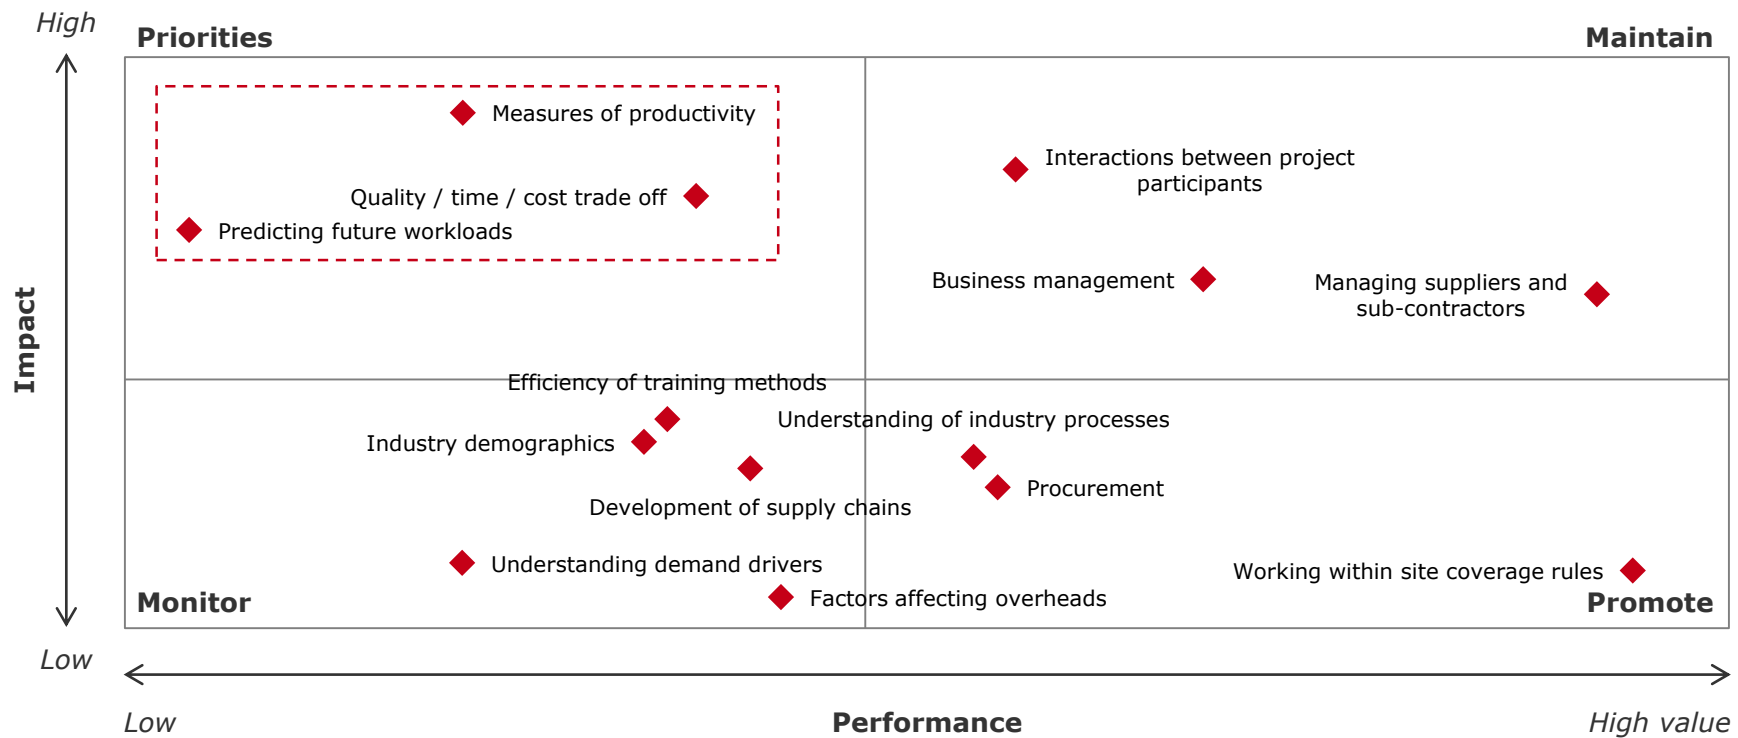 High
Priorities
Maintain
Measures of productivity
Interactions between project
participants
Quality / time / cost trade off
Predicting future workloads
Business management
Managing suppliers and
sub-contractors
Impact
Efficiency of training methods
Understanding of industry processes
Industry demographics
Procurement
Development of supply chains
Understanding demand drivers
Working within site coverage rules
Factors affecting overheads
Monitor
Promote
Low
Low
Performance
High value